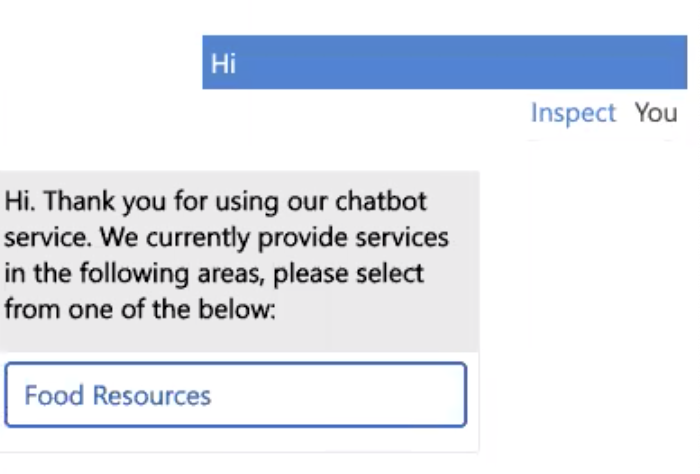 Hi
Inspect You
Hi. Thank you for using our chatbot
service. We currently provide services
in the following areas, please select
from one of the below:
Food Resources